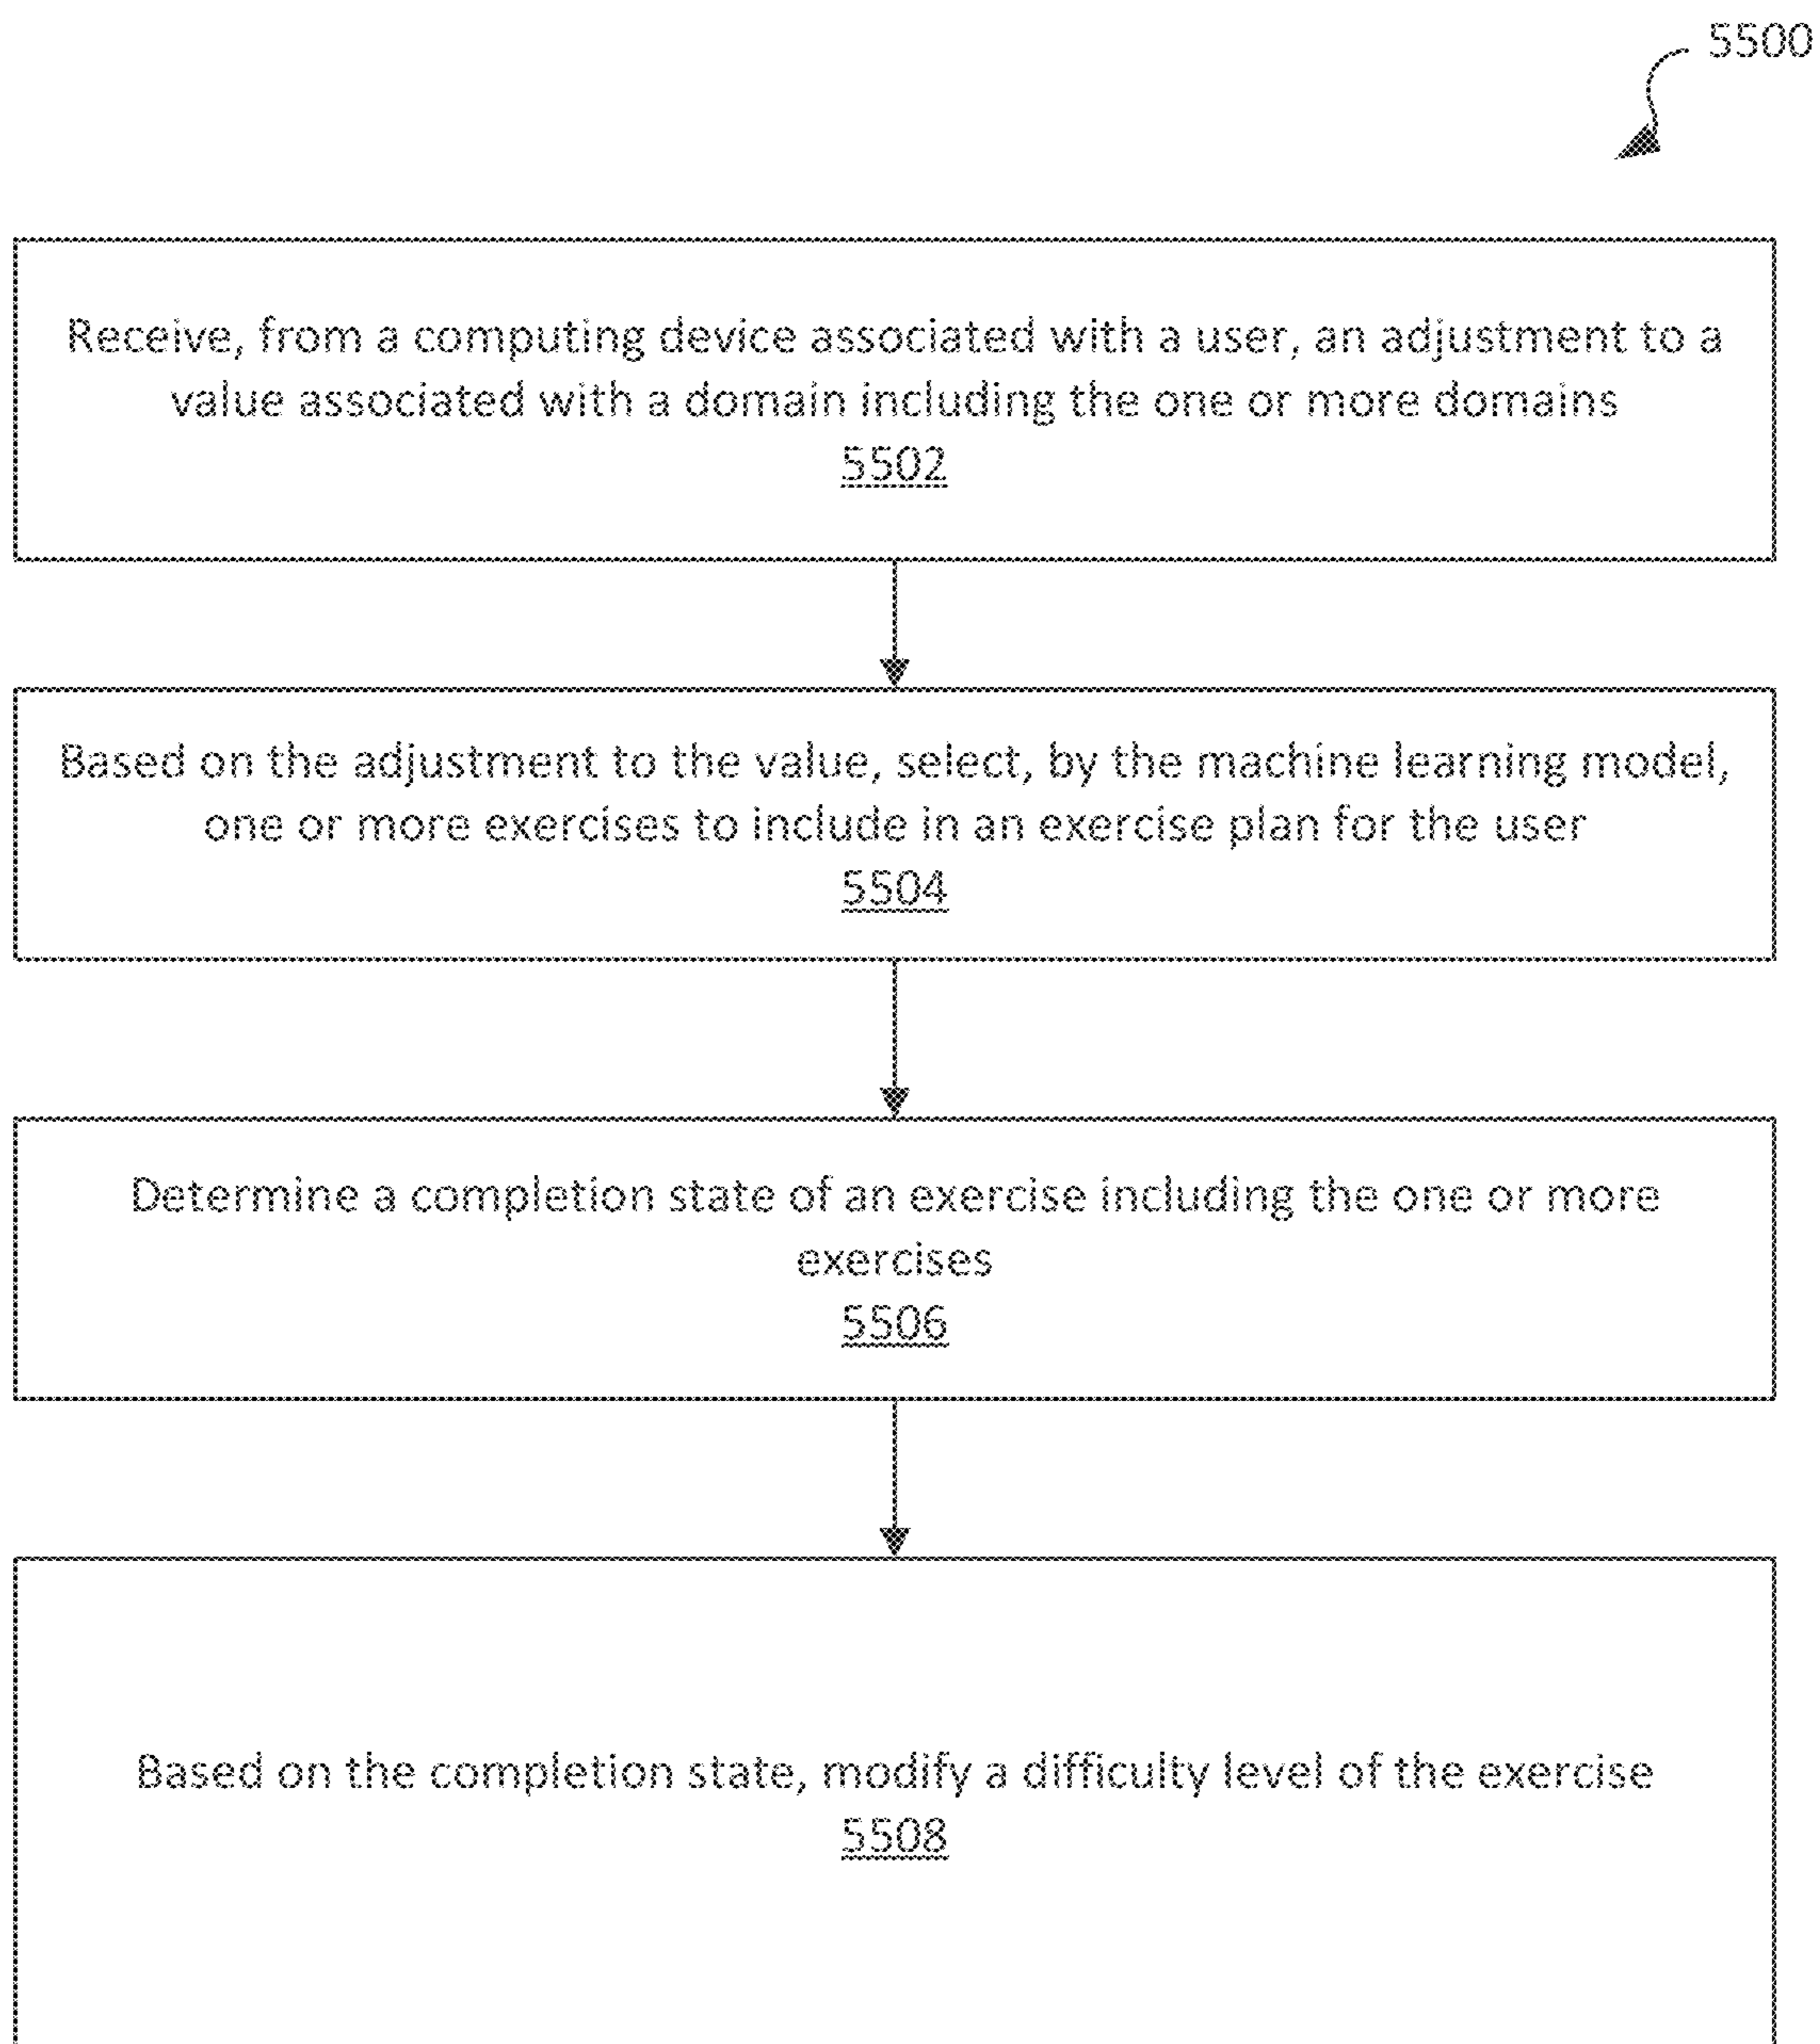 5500
Receive, from a computing device associated with a user, an adjustment to a
value associated with a domain including the one or more domains
5502
Based on the adjustment to the value, select, by the machine learning model,
one or more exercises to include in an exercise plan for the user
5504
Determine a completion state of an exercise including the one or more
exercises
5506
Based on the completion state, modify a difficulty level of the exercise
5508